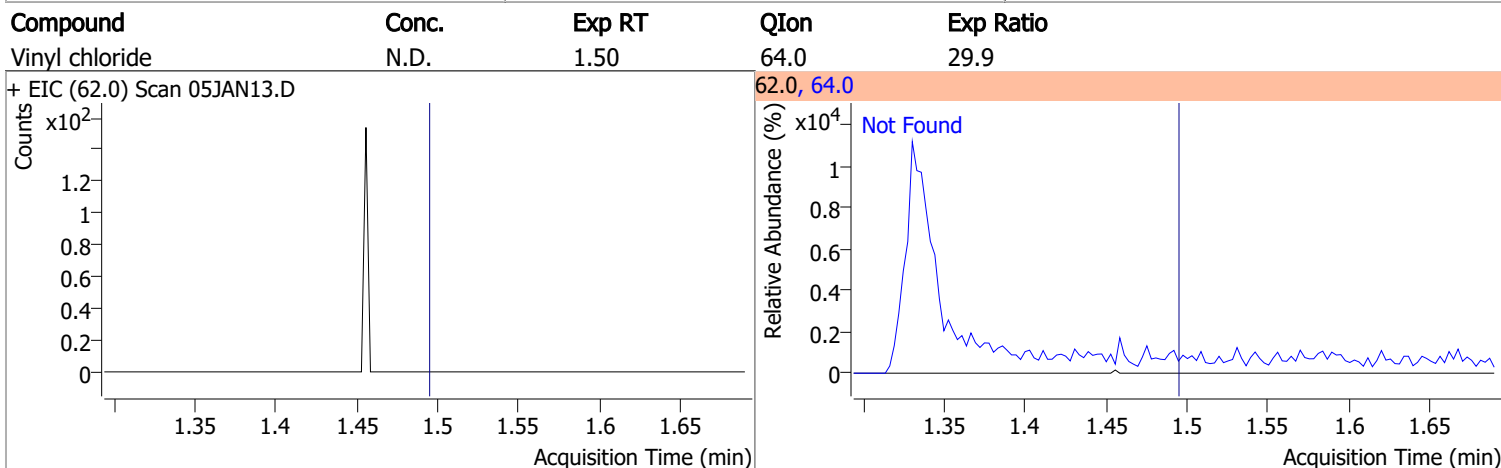 Compound Conc. Exp RT QIon Exp Ratio
Vinyl chloride N.D. 1.50 64.0 29.9
+ EIC (62.0) Scan 05JAN13.D
Counts
x10²
1.2
1
0.8
0.6
0.4
0.2
0
1.35 1.4 1.45 1.5 1.55 1.6 1.65
Acquisition Time (min)
62.0, 64.0
Relative Abundance (%)
x10⁴
Not Found
1
0.8
0.6
0.4
0.2
0
1.35 1.4 1.45 1.5 1.55 1.6 1.65
Acquisition Time (min)